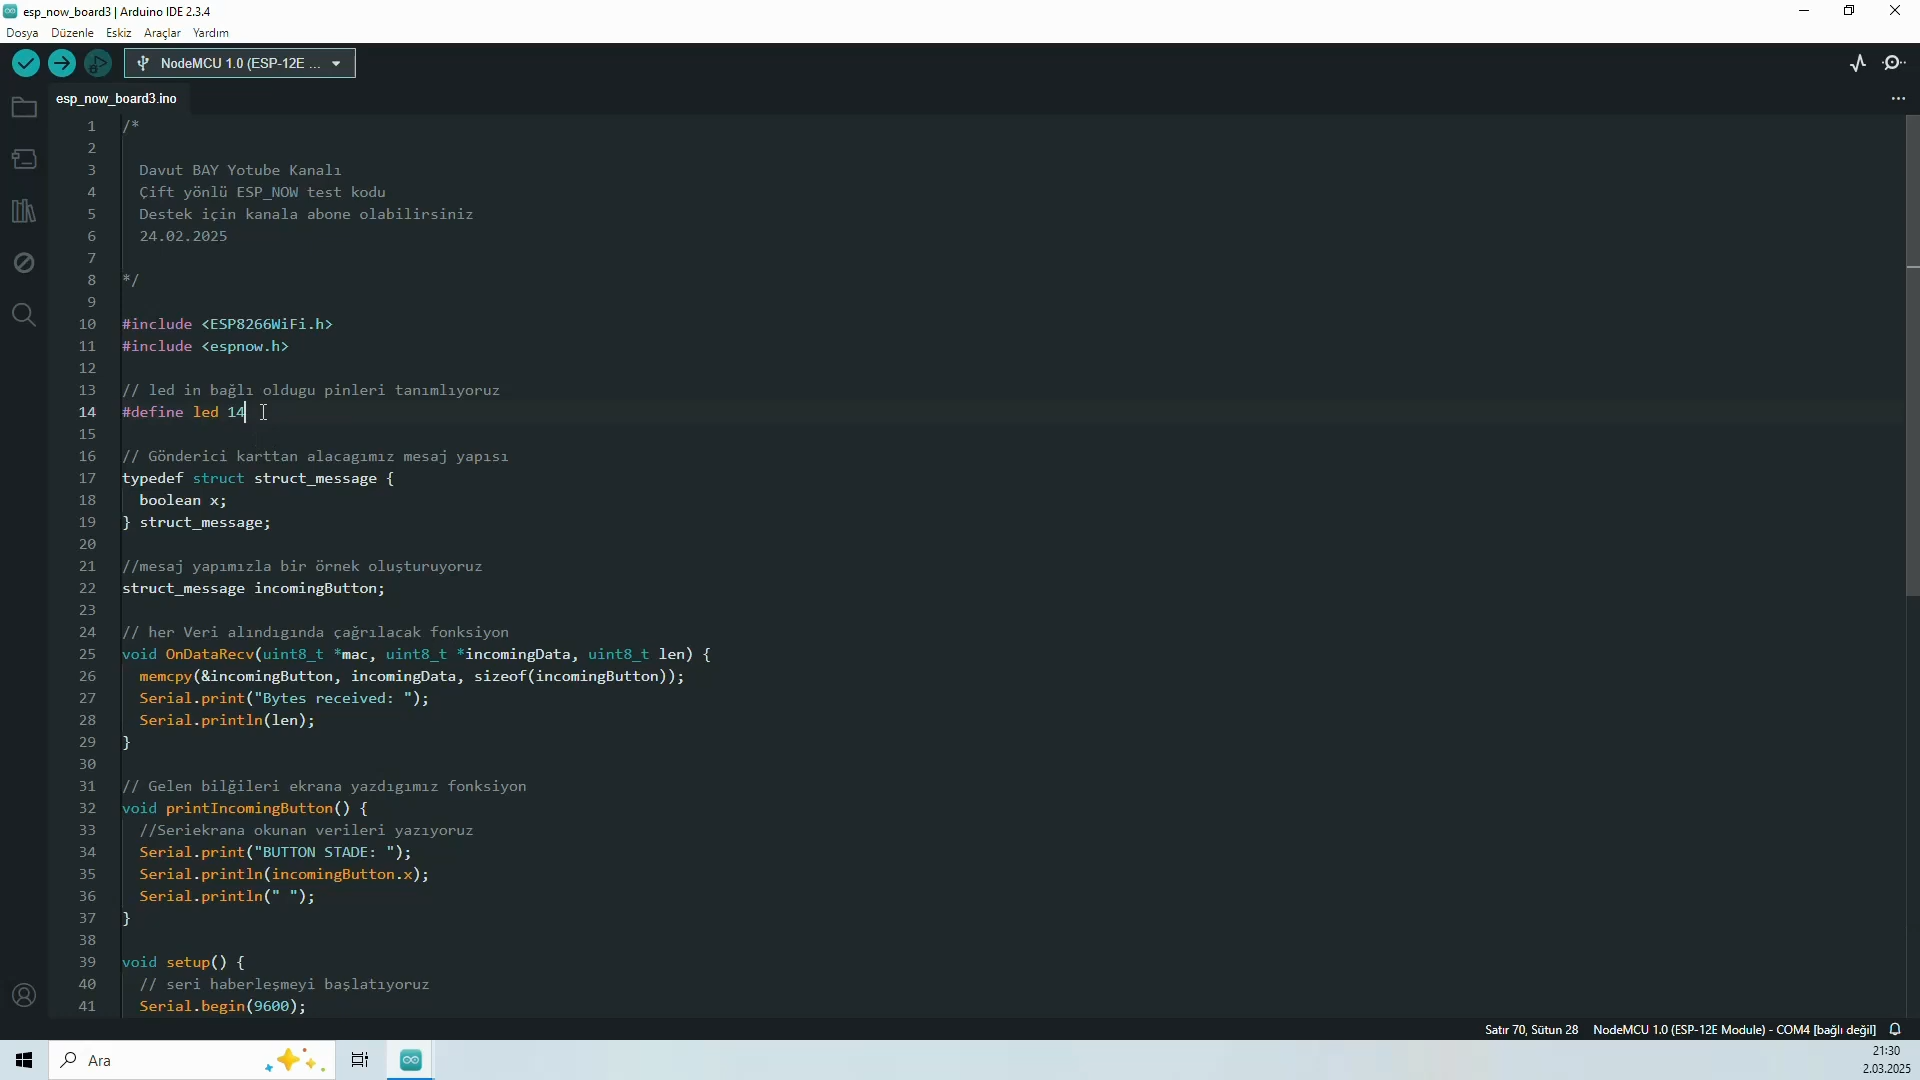 esp_now_board3 | Arduino IDE 2.3.4
Dosya Düzenle Eskiz Araçlar Yardım
NodeMCU 1.0 (ESP-12E ...
esp_now_board3.ino
1 /*
2
3 Davut BAY Yotube Kanalı
4 Çift yönlü ESP_NOW test kodu
5 Destek için kanala abone olabilirsiniz
6 24.02.2025
7
8 */
9
10 #include <ESP8266WiFi.h>
11 #include <espnow.h>
12
13 // led in bağlı oldugu pinleri tanımlıyoruz
14 #define led 14
15
16 // Gönderici karttan alacagımız mesaj yapısı
17 typedef struct struct_message {
18 boolean x;
19 } struct_message;
20
21 //mesaj yapımızla bir örnek oluşturuyoruz
22 struct_message incomingButton;
23
24 // her Veri alındıgında çağrılacak fonksiyon
25 void OnDataRecv(uint8_t *mac, uint8_t *incomingData, uint8_t len) {
26 memcpy(&incomingButton, incomingData, sizeof(incomingButton));
27 Serial.print("Bytes received: ");
28 Serial.println(len);
29 }
30
31 // Gelen bilğileri ekrana yazdıgımız fonksiyon
32 void printIncomingButton() {
33 //Seriekrana okunan verileri yazıyoruz
34 Serial.print("BUTTON STADE: ");
35 Serial.println(incomingButton.x);
36 Serial.println(" ");
37 }
38
39 void setup() {
40 // seri haberleşmeyi başlatıyoruz
41 Serial.begin(9600);
Satır 70, Sütun 28 NodeMCU 1.0 (ESP-12E Module) - COM4 [bağlı değil]
Ara
21:30
2.03.2025